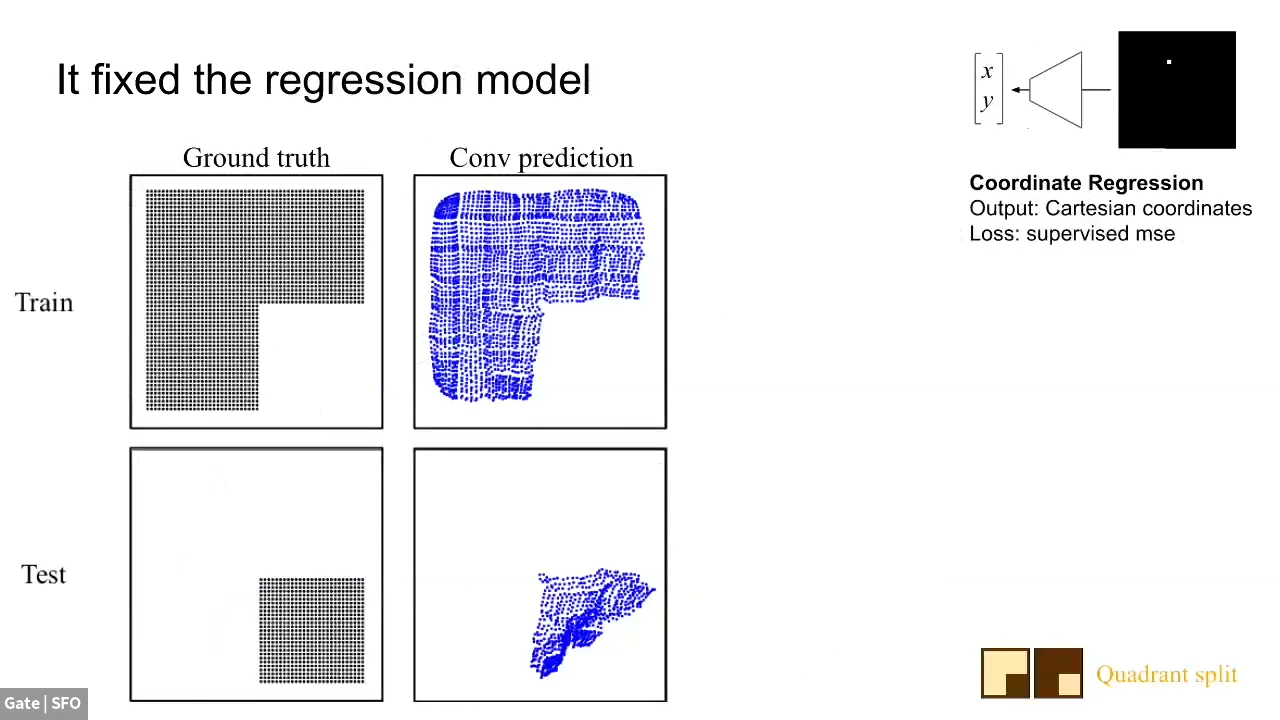 It fixed the regression model
x
y
Coordinate Regression
Output: Cartesian coordinates
Loss: supervised mse
Ground truth
Conv prediction
Train
Test
Quadrant split
Gate | SFO